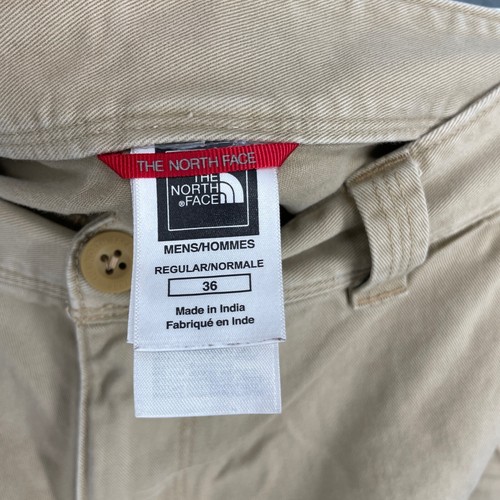 THE NORTH FACE
THE
NORTH
®FACE
MENS/HOMMES
REGULAR/NORMALE
36
Made in India
Fabriqué en Inde